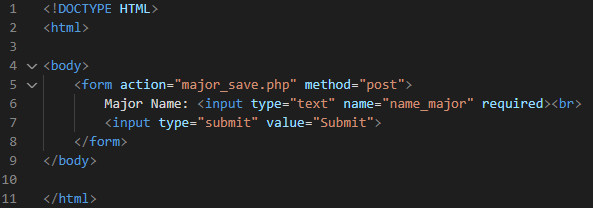 1 <!DOCTYPE HTML>
2 <html>
3
4 <body>
5     <form action="major_save.php" method="post">
6         Major Name: <input type="text" name="name_major" required><br>
7         <input type="submit" value="Submit">
8     </form>
9 </body>
10
11 </html>